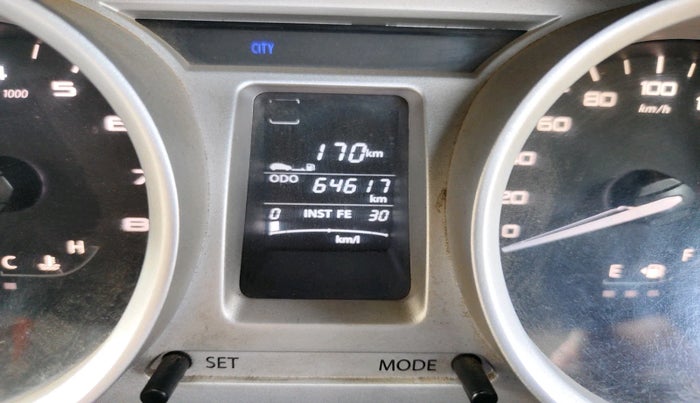 CITY
4
x1000
5
6
7
8
C H
170 km
ODO 64617 km
0 INST FE 30
km/l
SET MODE
100
80
km/h
60
40
20
0
E F